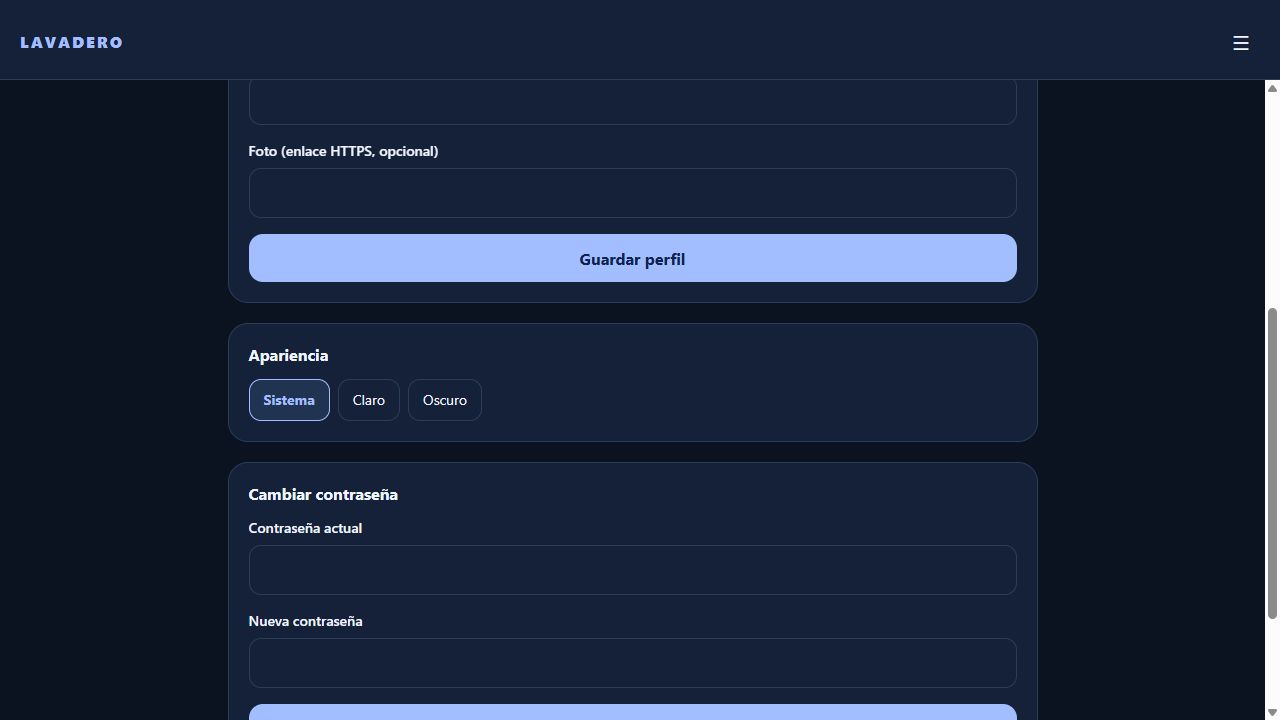 LAVADERO
Foto (enlace HTTPS, opcional)
Guardar perfil
Apariencia
Sistema Claro Oscuro
Cambiar contraseña
Contraseña actual
Nueva contraseña